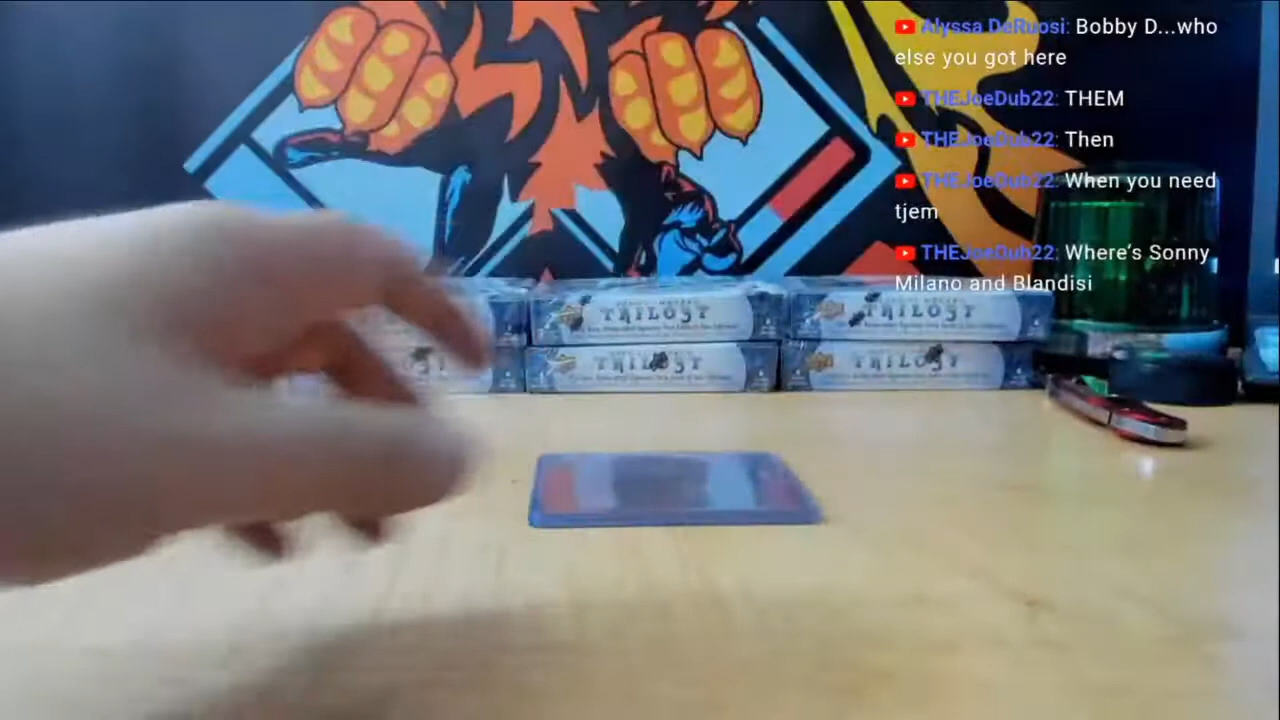 Alyssa DeRuosi: Bobby D...who
else you got here
THEJoeDub22: THEM
THEJoeDub22: Then
THEJoeDub22: When you need
tjem
THEJoeDub22: Where's Sonny
Milano and Blandisi
TRILOGY
TRILOGY
TRILOGY
TRILOGY